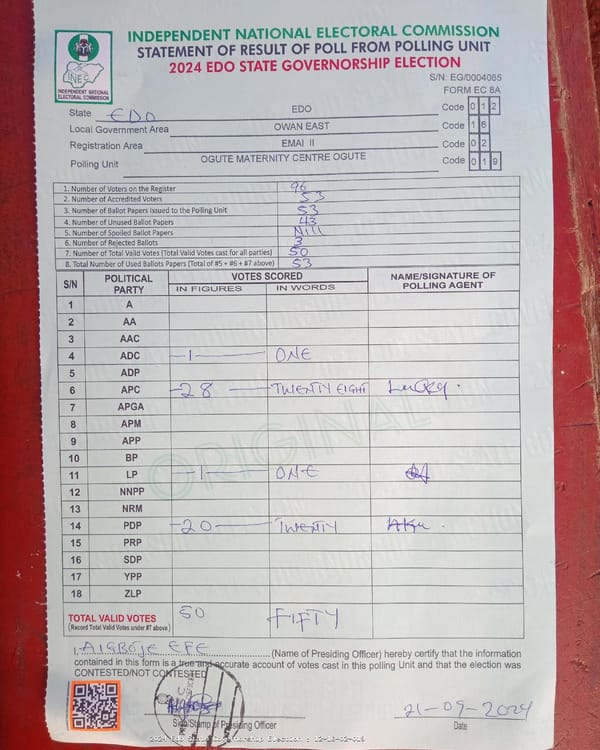 INDEPENDENT NATIONAL ELECTORAL COMMISSION
STATEMENT OF RESULT OF POLL FROM POLLING UNIT
2024 EDO STATE GOVERNORSHIP ELECTION
INEC
INDEPENDENT NATIONAL
ELECTORAL COMMISSION
S/N: EG/0004065
FORM EC 8A
State EDO EDO Code 0 1 2
Local Government Area OWAN EAST Code 1 6
Registration Area EMAI II Code 0 2
Polling Unit OGUTE MATERNITY CENTRE OGUTE Code 0 1 9
1. Number of Voters on the Register 96
2. Number of Accredited Voters 53
3. Number of Ballot Papers Issued to the Polling Unit 53
4. Number of Unused Ballot Papers 43
5. Number of Spoiled Ballot Papers Nill
6. Number of Rejected Ballots 3
7. Number of Total Valid Votes (Total Valid Votes cast for all parties) 50
8. Total Number of Used Ballots Papers (Total of #5 + #6 + #7 above) 53
S/N POLITICAL PARTY VOTES SCORED NAME/SIGNATURE OF POLLING AGENT
IN FIGURES IN WORDS
1 A
2 AA
3 AAC
4 ADC -1- ONE
5 ADP
6 APC -28- TWENTY EIGHT Lucky.
7 APGA
8 APM
9 APP
10 BP
11 LP -1- ONE
12 NNPP
13 NRM
14 PDP -20- TWENTY
15 PRP
16 SDP
17 YPP
18 ZLP
ORIGINAL
TOTAL VALID VOTES 50 FIFTY
(Record Total Valid Votes under #7 above)
I, AIGBOJE EFE (Name of Presiding Officer) hereby certify that the information
contained in this form is a true and accurate account of votes cast in this polling Unit and that the election was
CONTESTED/NOT CONTESTED
21-09-2024
Sign/Stamp of Presiding Officer Date
2024 Edo State Governorship Election : 12-16-02-019